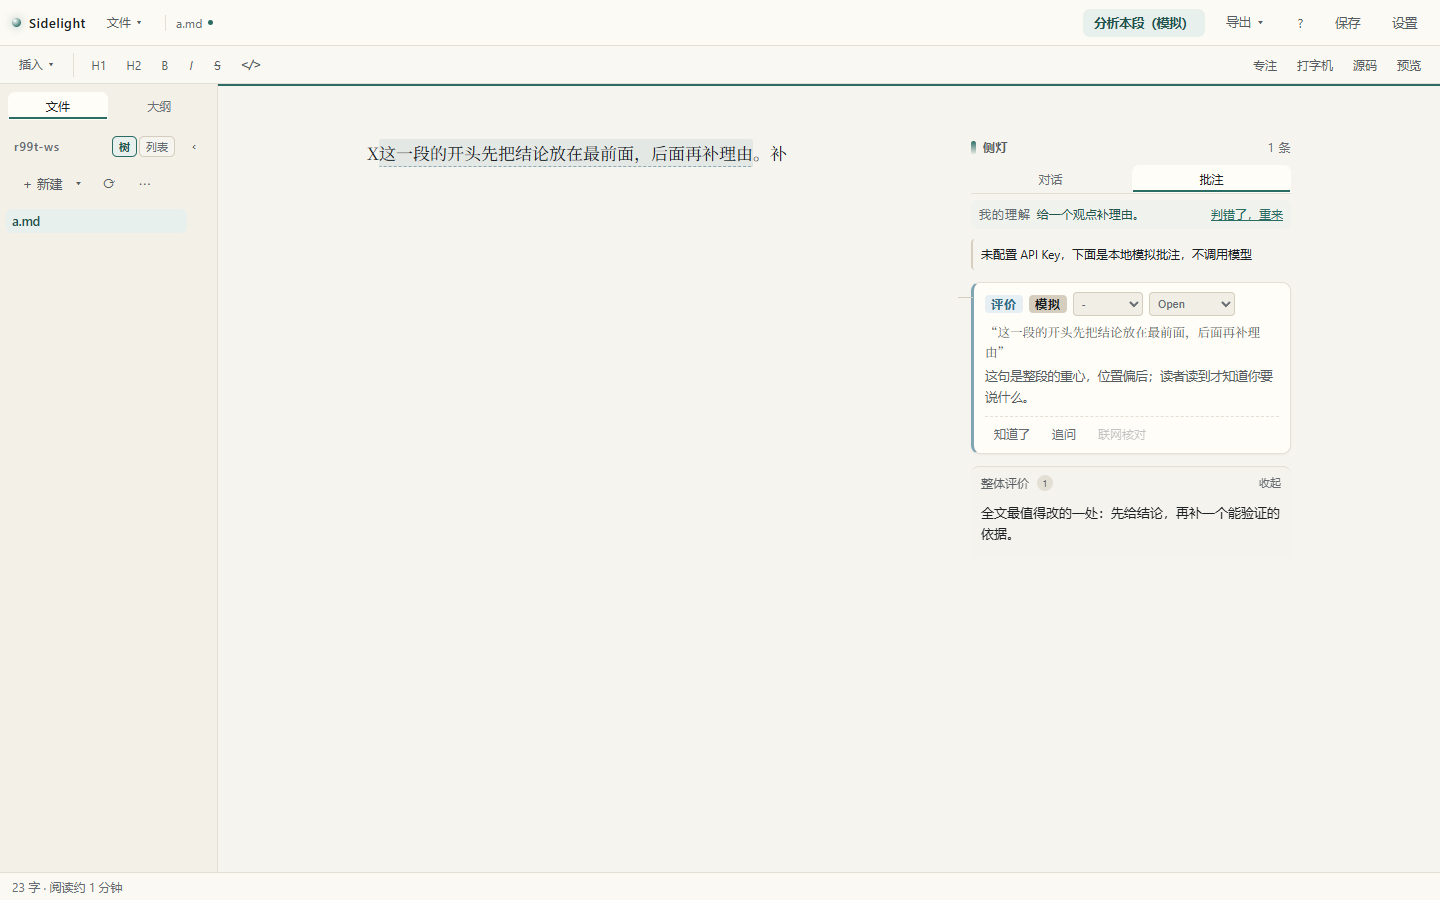 Sidelight 文件 ▾ a.md ● 分析本段（模拟） 导出 ▾ ? 保存 设置
插入 ▾ H1 H2 B I S </> 专注 打字机 源码 预览
文件 大纲
r99t-ws 树 列表 ‹
+ 新建 ▾ ⟳ ···
a.md
X这一段的开头先把结论放在最前面，后面再补理由。补
侧灯 1 条
对话 批注
我的理解 给一个观点补理由。 判错了，重来
未配置 API Key，下面是本地模拟批注，不调用模型
评价 模拟 - Open
“这一段的开头先把结论放在最前面，后面再补理
由”
这句是整段的重心，位置偏后；读者读到才知道你要
说什么。
知道了 追问 联网核对
整体评价 1 收起
全文最值得改的一处：先给结论，再补一个能验证的
依据。
23 字 · 阅读约 1 分钟